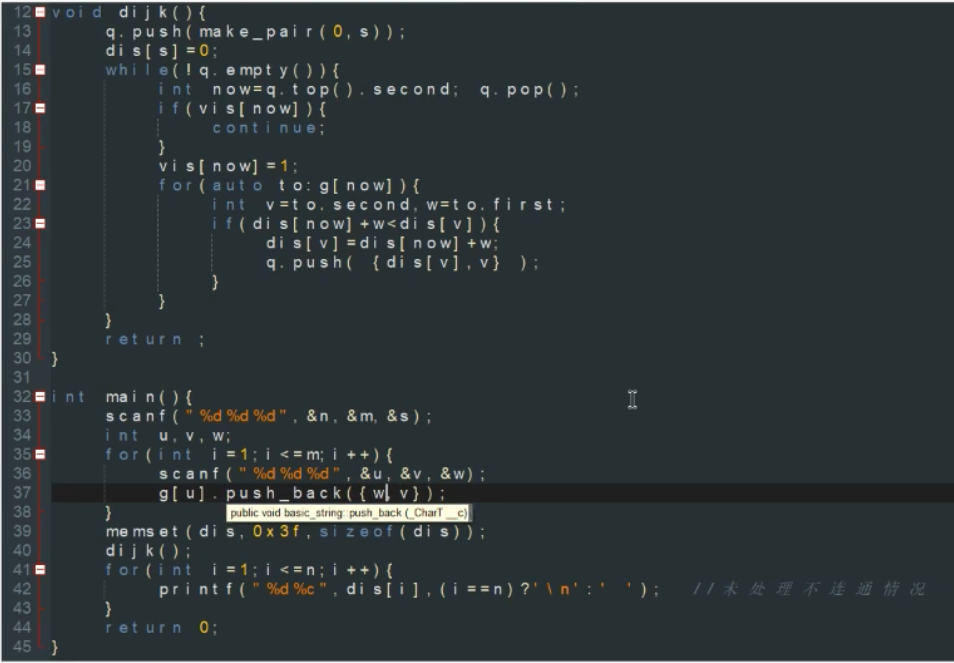 12 void dijk(){
13 q.push(make_pair(0,s));
14 dis[s]=0;
15 while(!q.empty()){
16 int now=q.top().second; q.pop();
17 if(vis[now]){
18 continue;
19 }
20 vis[now]=1;
21 for(auto to:g[now]){
22 int v=to.second,w=to.first;
23 if(dis[now]+w<dis[v]){
24 dis[v]=dis[now]+w;
25 q.push( {dis[v],v} );
26 }
27 }
28 }
29 return ;
30 }
31
32 int main(){
33 scanf("%d%d%d", &n, &m, &s);
34 int u,v,w;
35 for(int i=1;i<=m;i++){
36 scanf("%d%d%d", &u, &v, &w);
37 g[u].push_back({w,v});
38 }
public void basic_string::push_back (_CharT __c)
39 memset(dis,0x3f,sizeof(dis));
40 dijk();
41 for(int i=1;i<=n;i++){
42 printf("%d%c",dis[i],(i==n)?'\n':' '); //未处理不连通情况
43 }
44 return 0;
45 }